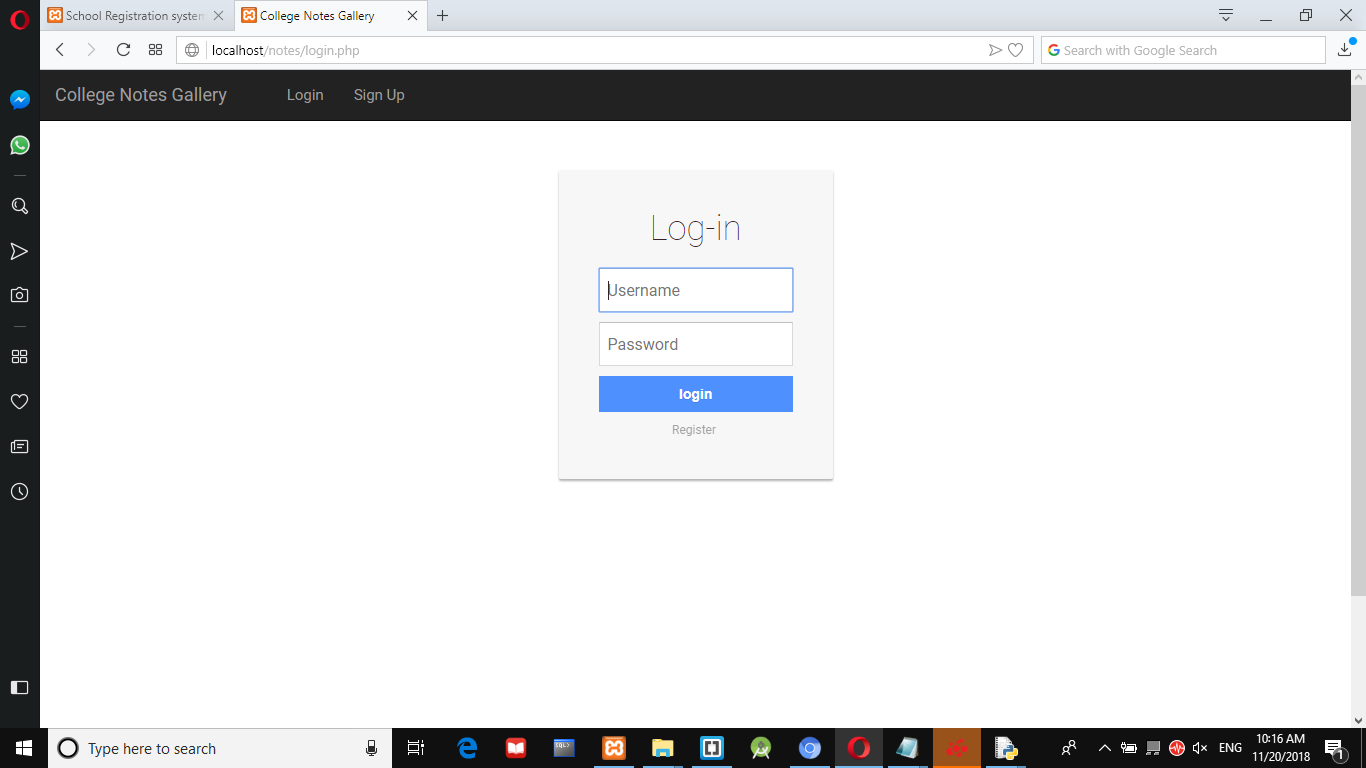 School Registration system
College Notes Gallery
localhost/notes/login.php
Search with Google Search
College Notes Gallery
Login
Sign Up
Log-in
Username
Password
login
Register
Type here to search
ENG
10:16 AM
11/20/2018
1